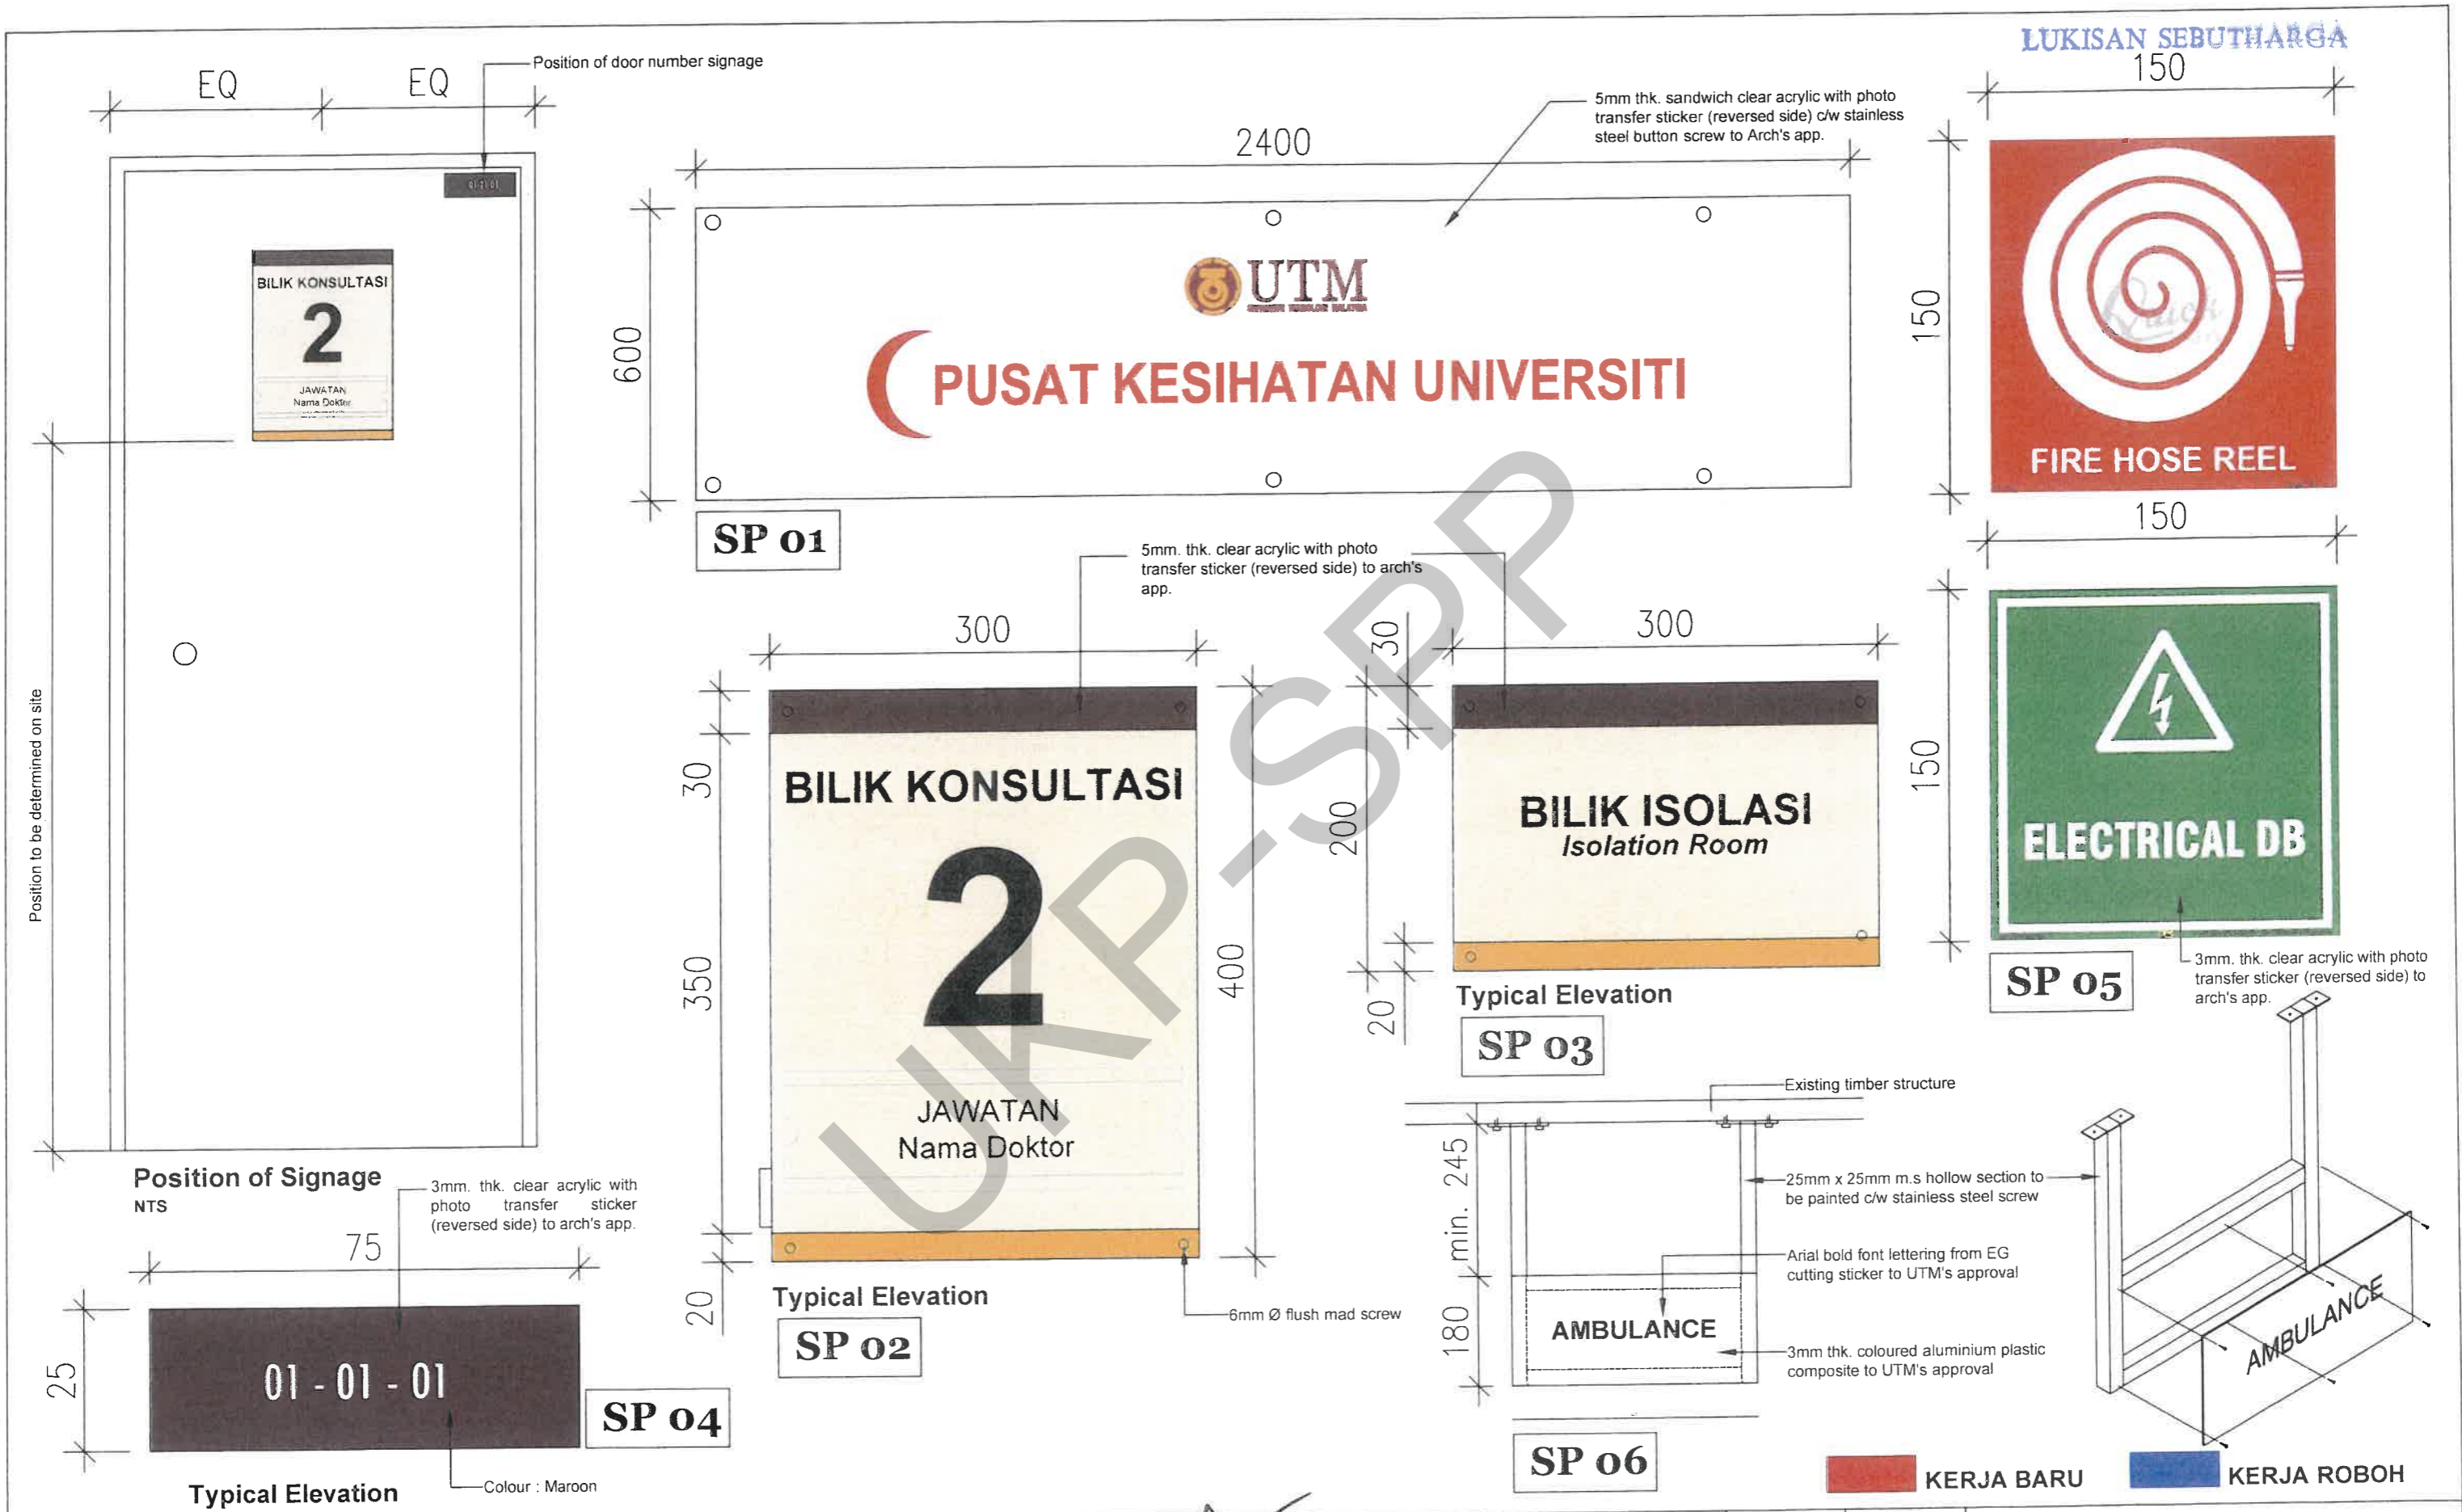 LUKISAN SEBUTHARGA
EQ
EQ
Position of door number signage
01-01-01
BILIK KONSULTASI
2
JAWATAN
Nama Doktor
Position to be determined on site
Position of Signage
NTS
2400
600
5mm thk. sandwich clear acrylic with photo
transfer sticker (reversed side) c/w stainless
steel button screw to Arch's app.
UTM
UNIVERSITI TEKNOLOGI MALAYSIA
PUSAT KESIHATAN UNIVERSITI
SP 01
150
150
Quick
FIRE HOSE REEL
150
150
ELECTRICAL DB
SP 05
3mm. thk. clear acrylic with photo
transfer sticker (reversed side) to
arch's app.
5mm. thk. clear acrylic with photo
transfer sticker (reversed side) to arch's
app.
300
30
350
20
400
BILIK KONSULTASI
2
JAWATAN
Nama Doktor
Typical Elevation
SP 02
6mm Ø flush mad screw
300
30
200
20
BILIK ISOLASI
Isolation Room
Typical Elevation
SP 03
3mm. thk. clear acrylic with
photo transfer sticker
(reversed side) to arch's app.
75
25
01 - 01 - 01
SP 04
Typical Elevation
Colour : Maroon
Existing timber structure
min. 245
180
25mm x 25mm m.s hollow section to
be painted c/w stainless steel screw
Arial bold font lettering from EG
cutting sticker to UTM's approval
AMBULANCE
3mm thk. coloured aluminium plastic
composite to UTM's approval
SP 06
AMBULANCE
KERJA BARU
KERJA ROBOH
UKP-SPP